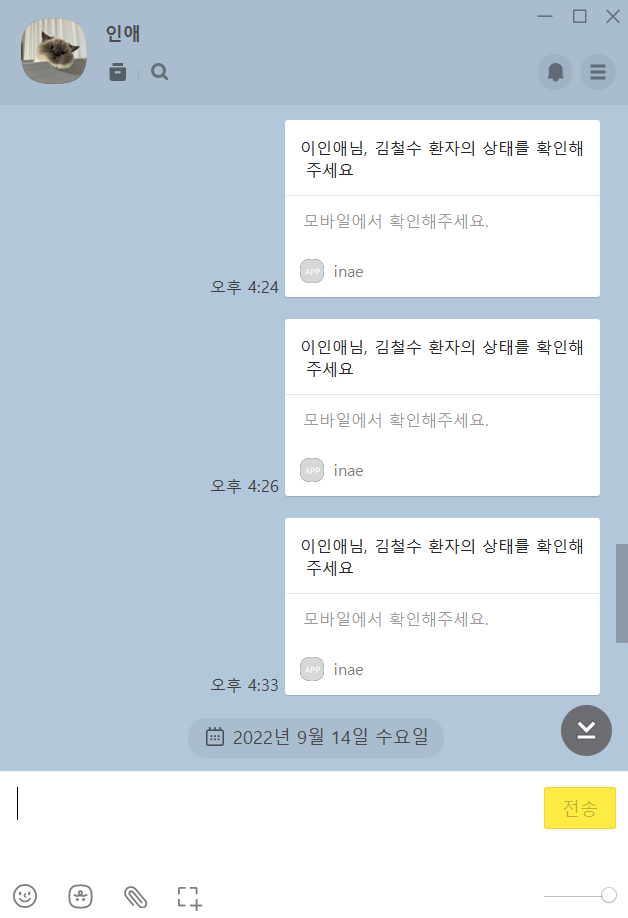 인애
이인애님, 김철수 환자의 상태를 확인해
주세요
모바일에서 확인해주세요.
APP inae
오후 4:24
이인애님, 김철수 환자의 상태를 확인해
주세요
모바일에서 확인해주세요.
APP inae
오후 4:26
이인애님, 김철수 환자의 상태를 확인해
주세요
모바일에서 확인해주세요.
APP inae
오후 4:33
2022년 9월 14일 수요일
전송